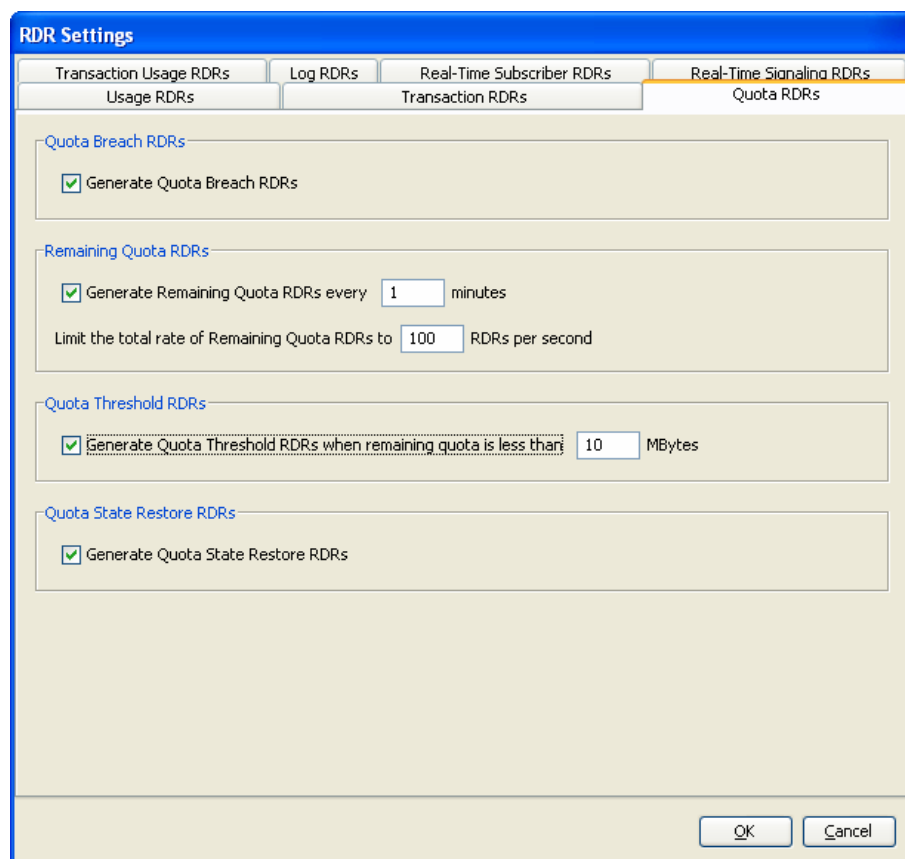 RDR Settings
Transaction Usage RDRs
Log RDRs
Real-Time Subscriber RDRs
Real-Time Signaling RDRs
Usage RDRs
Transaction RDRs
Quota RDRs
Quota Breach RDRs
Generate Quota Breach RDRs
Remaining Quota RDRs
Generate Remaining Quota RDRs every 1 minutes
Limit the total rate of Remaining Quota RDRs to 100 RDRs per second
Quota Threshold RDRs
Generate Quota Threshold RDRs when remaining quota is less than 10 MBytes
Quota State Restore RDRs
Generate Quota State Restore RDRs
OK
Cancel